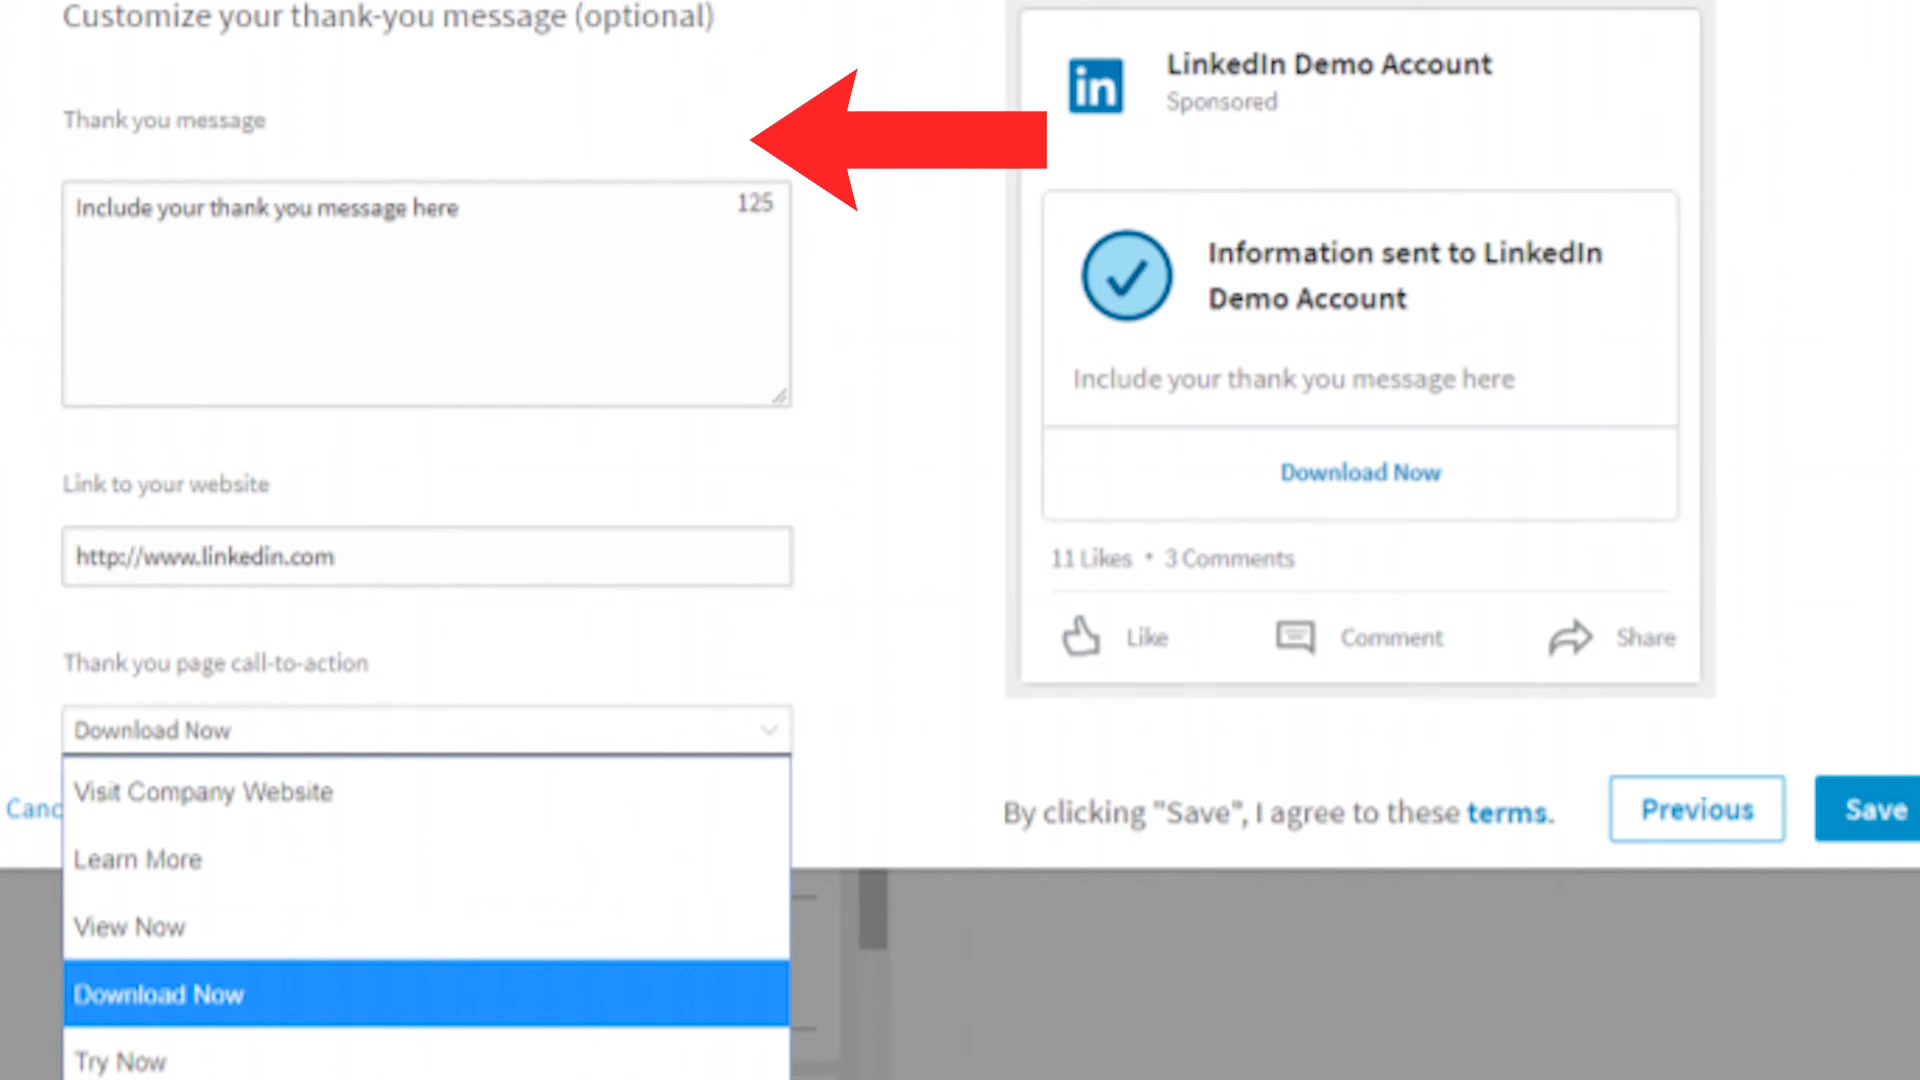 Customize your thank-you message (optional)
Thank you message
Include your thank you message here
125
Link to your website
http://www.linkedin.com
Thank you page call-to-action
Download Now
Visit Company Website
Learn More
View Now
Download Now
Try Now
Canc
in
LinkedIn Demo Account
Sponsored
Information sent to LinkedIn
Demo Account
Include your thank you message here
Download Now
11 Likes • 3 Comments
Like Comment Share
By clicking "Save", I agree to these terms.
Previous
Save